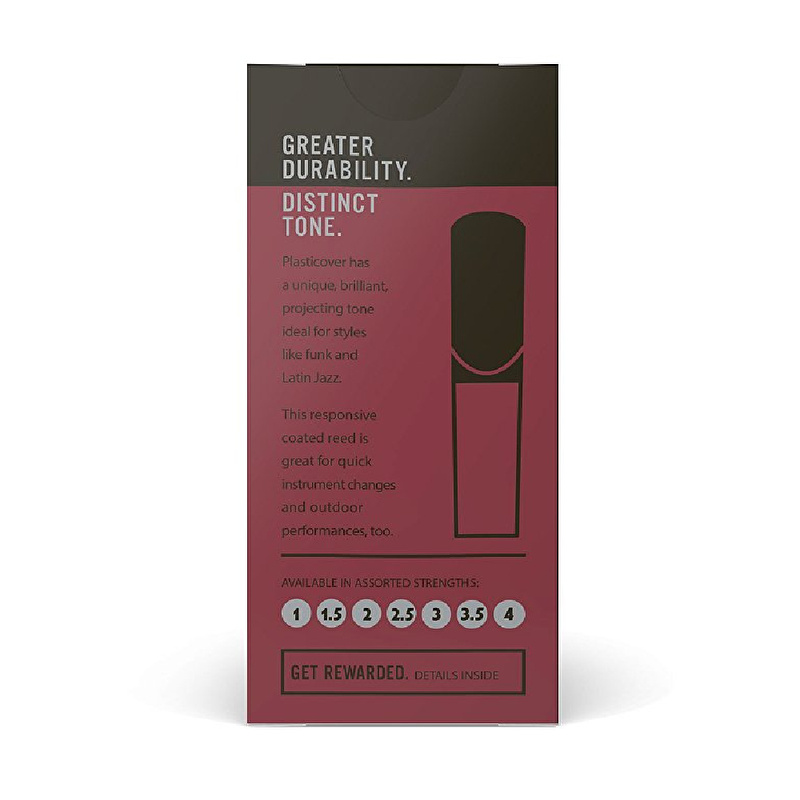 GREATER
DURABILITY.
DISTINCT
TONE.
Plasticover has
a unique, brilliant,
projecting tone
ideal for styles
like funk and
Latin Jazz.
This responsive
coated reed is
great for quick
instrument changes
and outdoor
performances, too.
AVAILABLE IN ASSORTED STRENGTHS:
1 1.5 2 2.5 3 3.5 4
GET REWARDED. DETAILS INSIDE